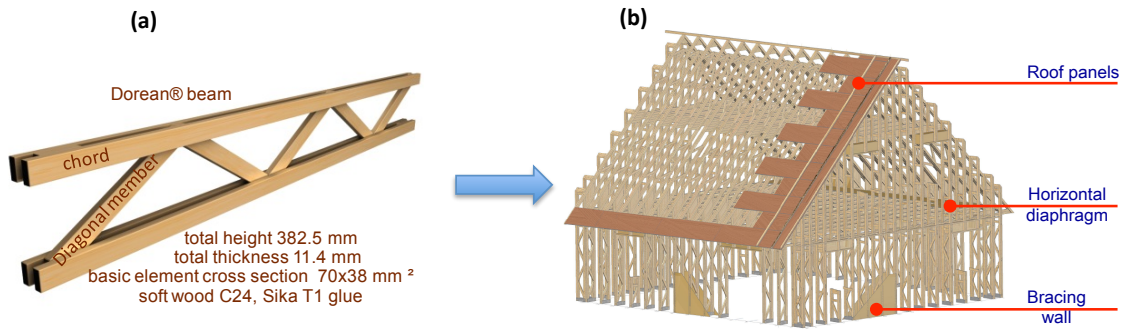 (a)
Dorean® beam
chord
Diagonal member
total height 382.5 mm
total thickness 11.4 mm
basic element cross section 70x38 mm ²
soft wood C24, Sika T1 glue
(b)
Roof panels
Horizontal
diaphragm
Bracing
wall